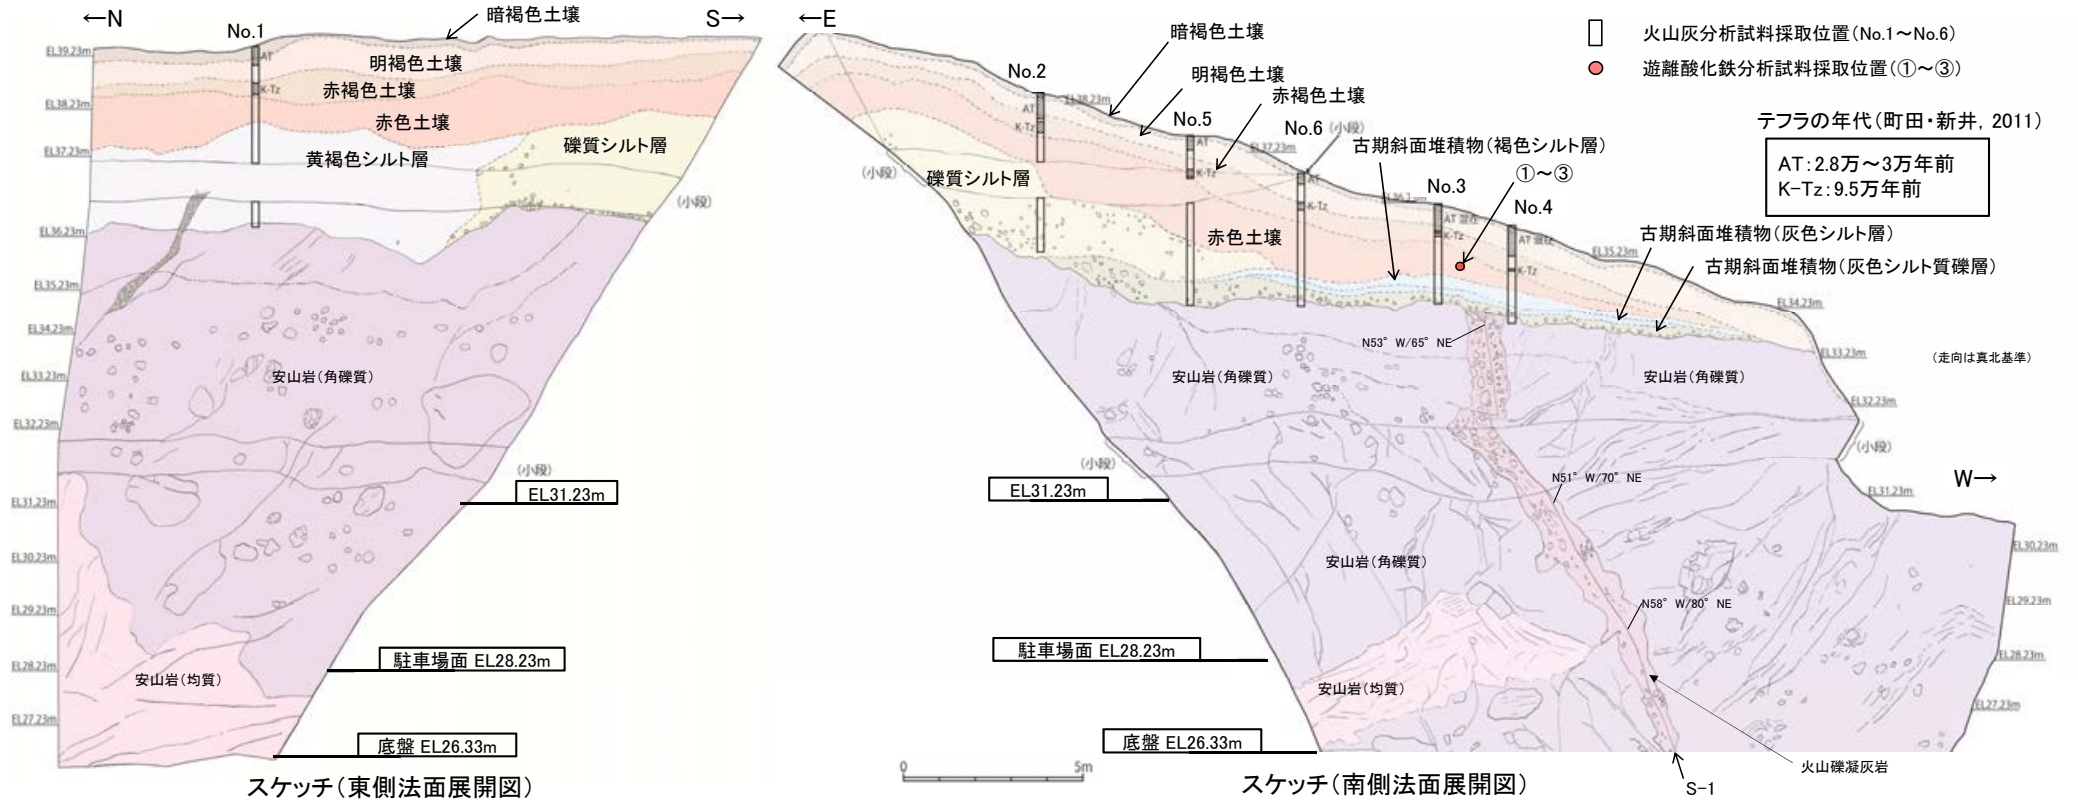 ←N
S→
暗褐色土壌
No.1
EL39.23m
AT
明褐色土壌
K-Tz
赤褐色土壌
EL38.23m
赤色土壌
EL37.23m
黄褐色シルト層
礫質シルト層
(小段)
EL36.23m
EL35.23m
EL34.23m
安山岩(角礫質)
EL33.23m
EL32.23m
(小段)
EL31.23m
EL31.23m
EL30.23m
EL29.23m
駐車場面 EL28.23m
EL28.23m
安山岩(均質)
EL27.23m
底盤 EL26.33m
スケッチ(東側法面展開図)
←E
暗褐色土壌
No.2
明褐色土壌
赤褐色土壌
EL38.23m
AT
K-Tz
No.5
AT
K-Tz
No.6
(小段)
EL37.23m
AT
K-Tz
古期斜面堆積物(褐色シルト層)
①～③
(小段)
礫質シルト層
No.3
AT 混在
K-Tz
No.4
AT 混在
K-Tz
赤色土壌
EL35.23m
古期斜面堆積物(灰色シルト層)
古期斜面堆積物(灰色シルト質礫層)
EL34.23m
N53° W/65° NE
EL33.23m
(走向は真北基準)
安山岩(角礫質)
安山岩(角礫質)
EL32.23m
(小段)
(小段)
EL31.23m
N51° W/70° NE
EL31.23m
W→
EL30.23m
安山岩(角礫質)
N58° W/80° NE
EL29.23m
駐車場面 EL28.23m
EL28.23m
安山岩(均質)
EL27.23m
底盤 EL26.33m
火山礫凝灰岩
S-1
0
5m
スケッチ(南側法面展開図)
火山灰分析試料採取位置(No.1～No.6)
遊離酸化鉄分析試料採取位置(①～③)
テフラの年代(町田・新井, 2011)
AT：2.8万～3万年前
K-Tz：9.5万年前